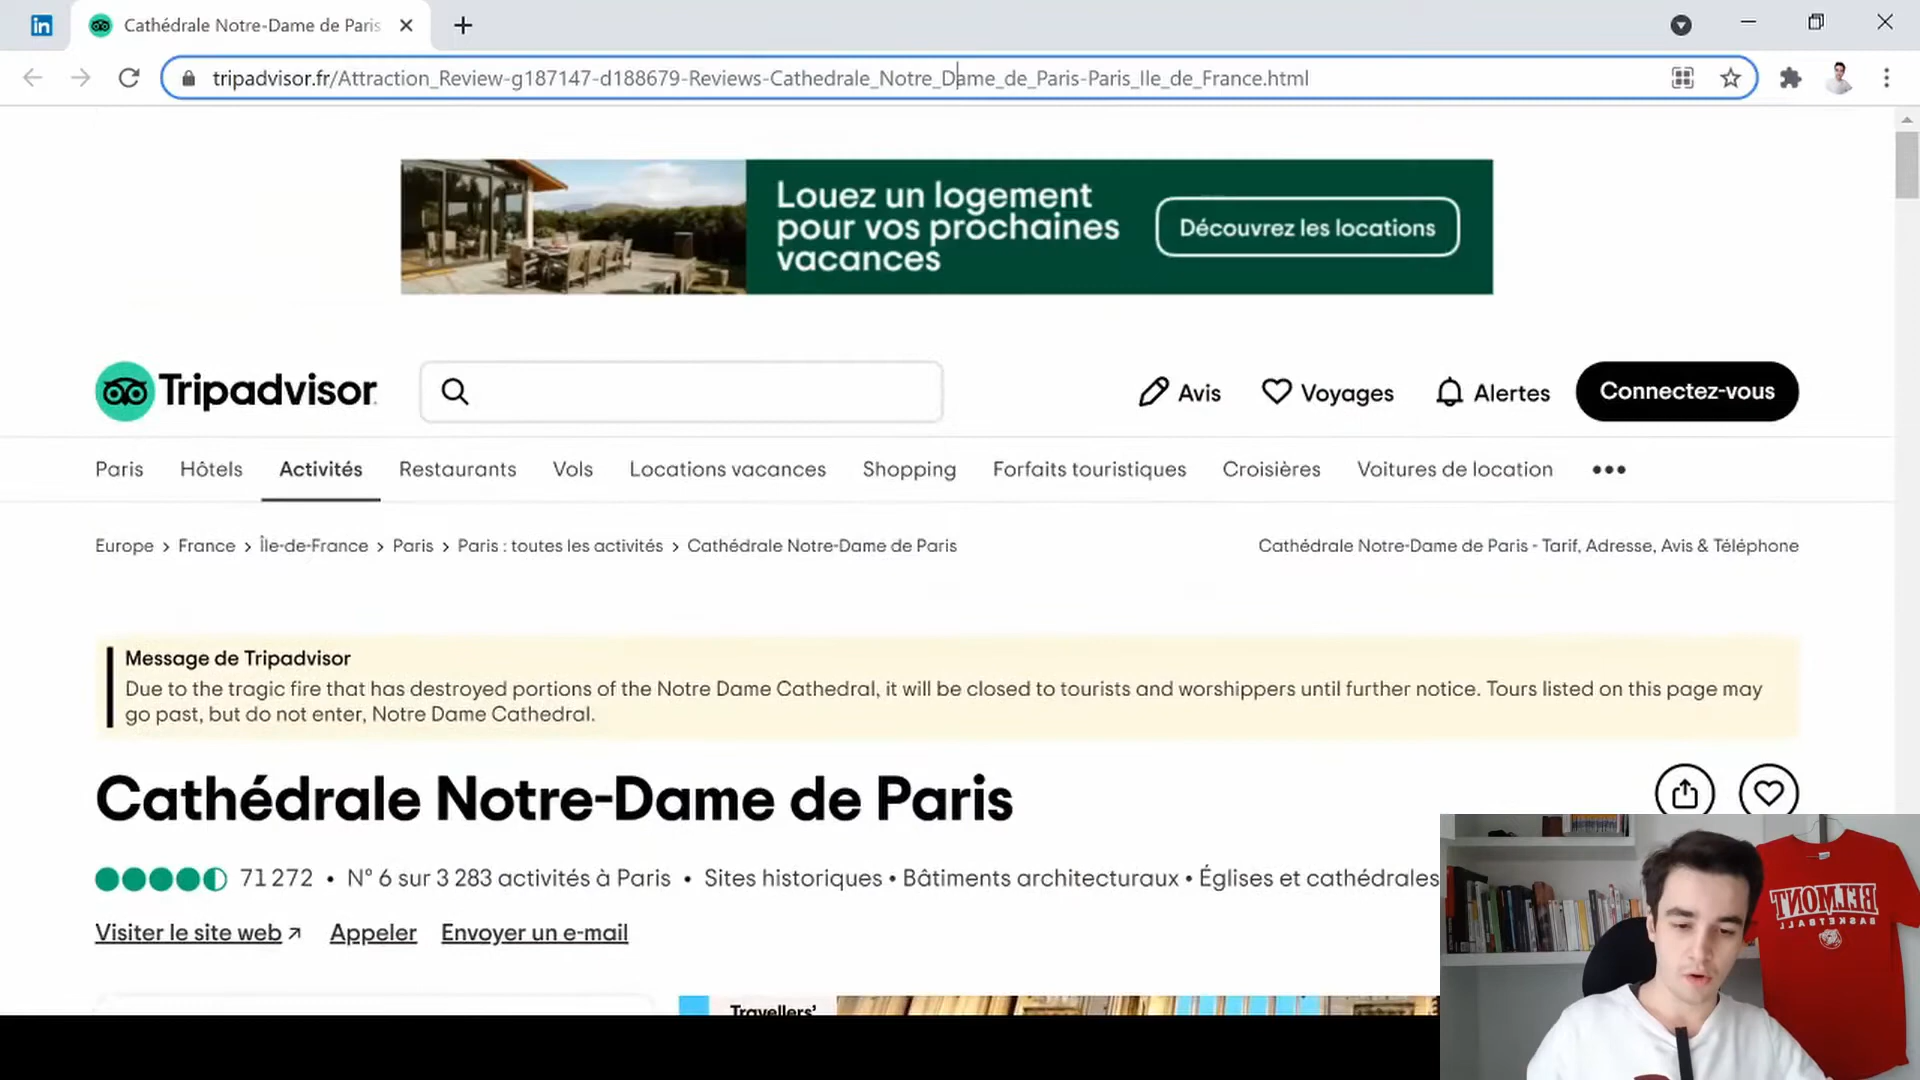 Cathédrale Notre-Dame de Paris
tripadvisor.fr/Attraction_Review-g187147-d188679-Reviews-Cathedrale_Notre_Dame_de_Paris-Paris_Ile_de_France.html
Louez un logement
pour vos prochaines
vacances
Découvrez les locations
Tripadvisor
Avis
Voyages
Alertes
Connectez-vous
Paris Hôtels Activités Restaurants Vols Locations vacances Shopping Forfaits touristiques Croisières Voitures de location •••
Europe > France > Île-de-France > Paris > Paris : toutes les activités > Cathédrale Notre-Dame de Paris
Cathédrale Notre-Dame de Paris - Tarif, Adresse, Avis & Téléphone
Message de Tripadvisor
Due to the tragic fire that has destroyed portions of the Notre Dame Cathedral, it will be closed to tourists and worshippers until further notice. Tours listed on this page may
go past, but do not enter, Notre Dame Cathedral.
Cathédrale Notre-Dame de Paris
71 272 • N° 6 sur 3 283 activités à Paris • Sites historiques • Bâtiments architecturaux • Églises et cathédrales
Visiter le site web Appeler Envoyer un e-mail
Travellers'
BELMONT
BASKETBALL